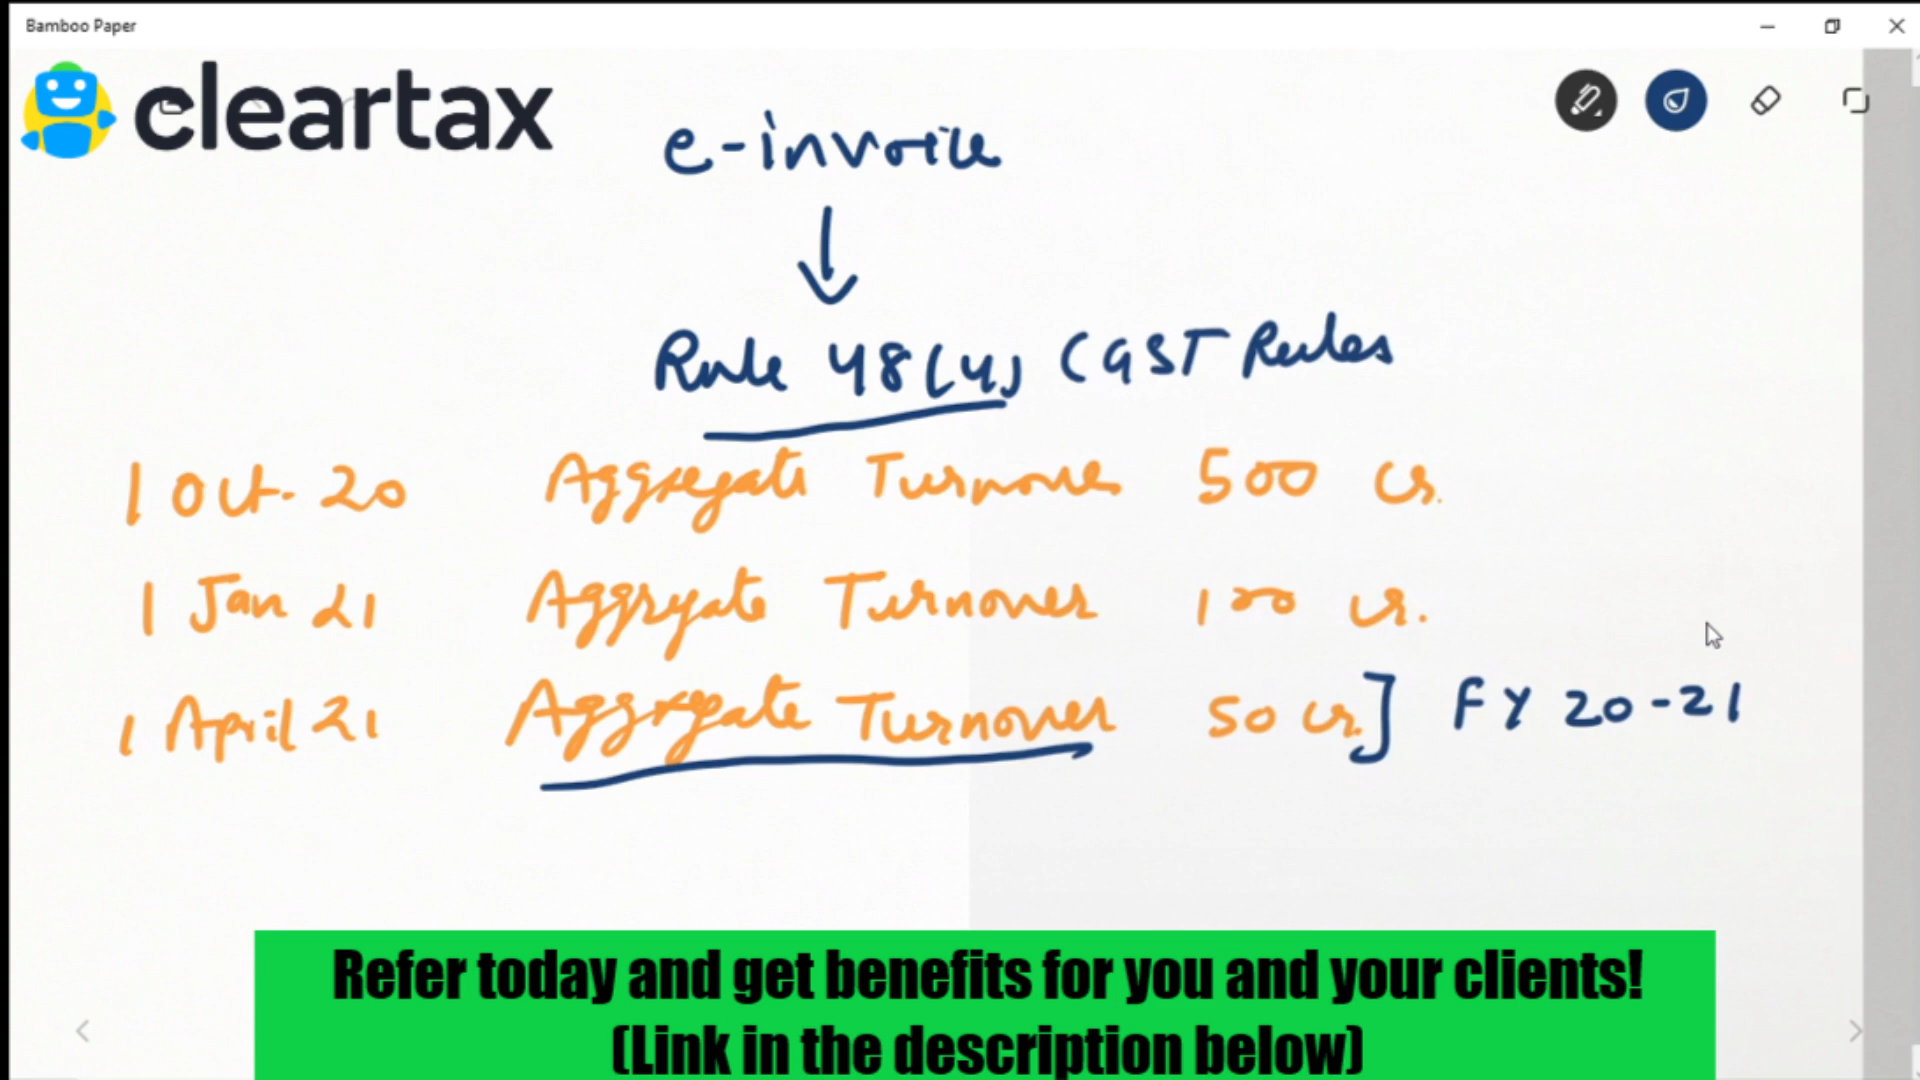 Bamboo Paper
cleartax
e-invoice
Rule 48(4) CGST Rules
1 Oct. 20 Aggregate Turnover 500 cr.
1 Jan 21 Aggregate Turnover 100 cr.
1 April 21 Aggregate Turnover 50 cr.] FY 20-21
Refer today and get benefits for you and your clients!
(Link in the description below)